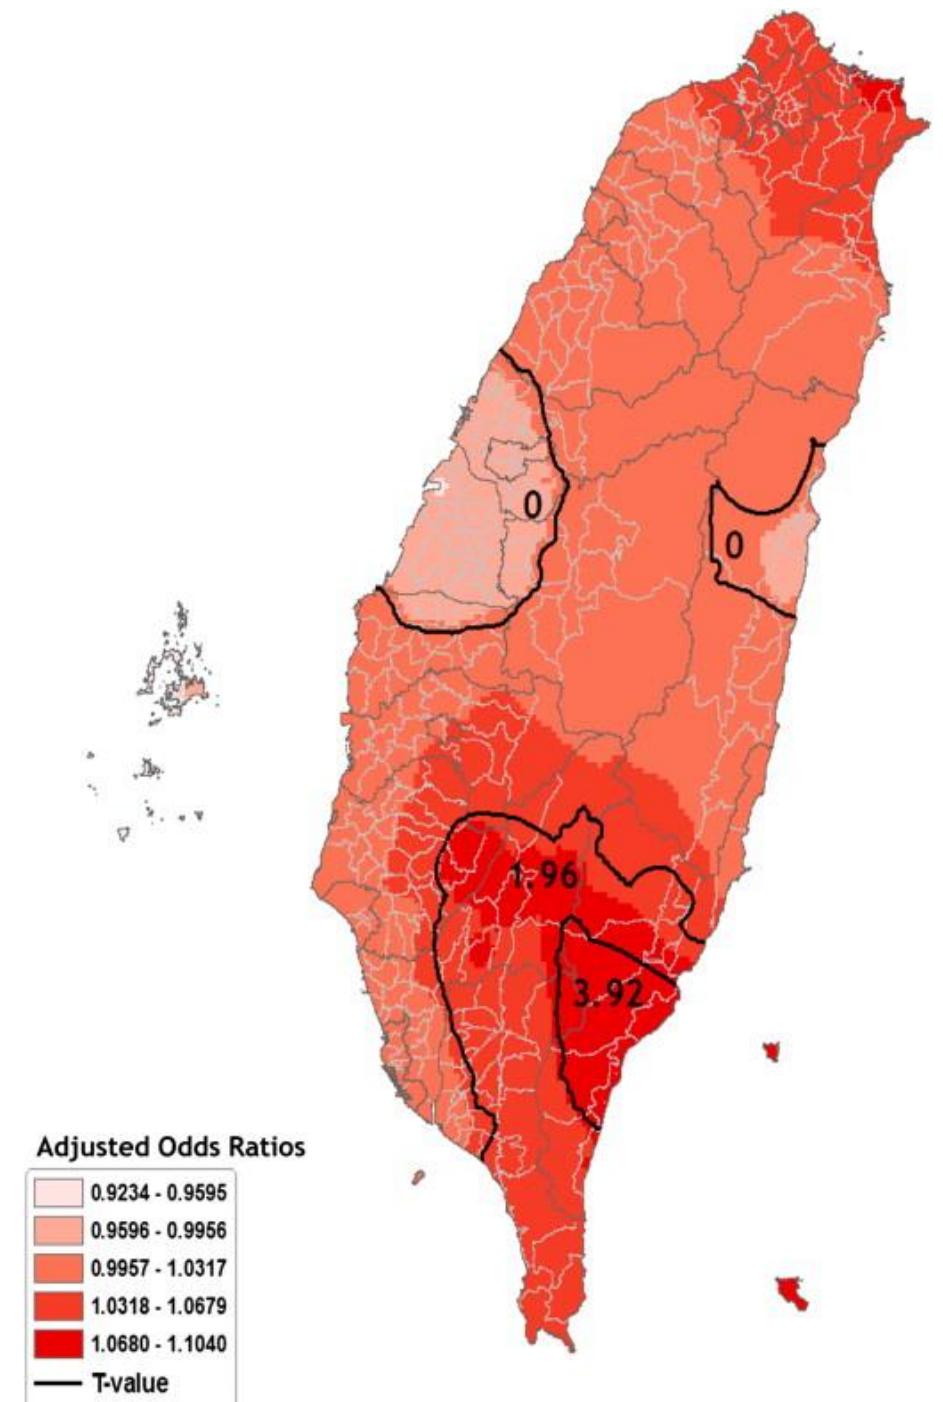 0
0
1.96
3.92
Adjusted Odds Ratios
0.9234 - 0.9595
0.9596 - 0.9956
0.9957 - 1.0317
1.0318 - 1.0679
1.0680 - 1.1040
T-value